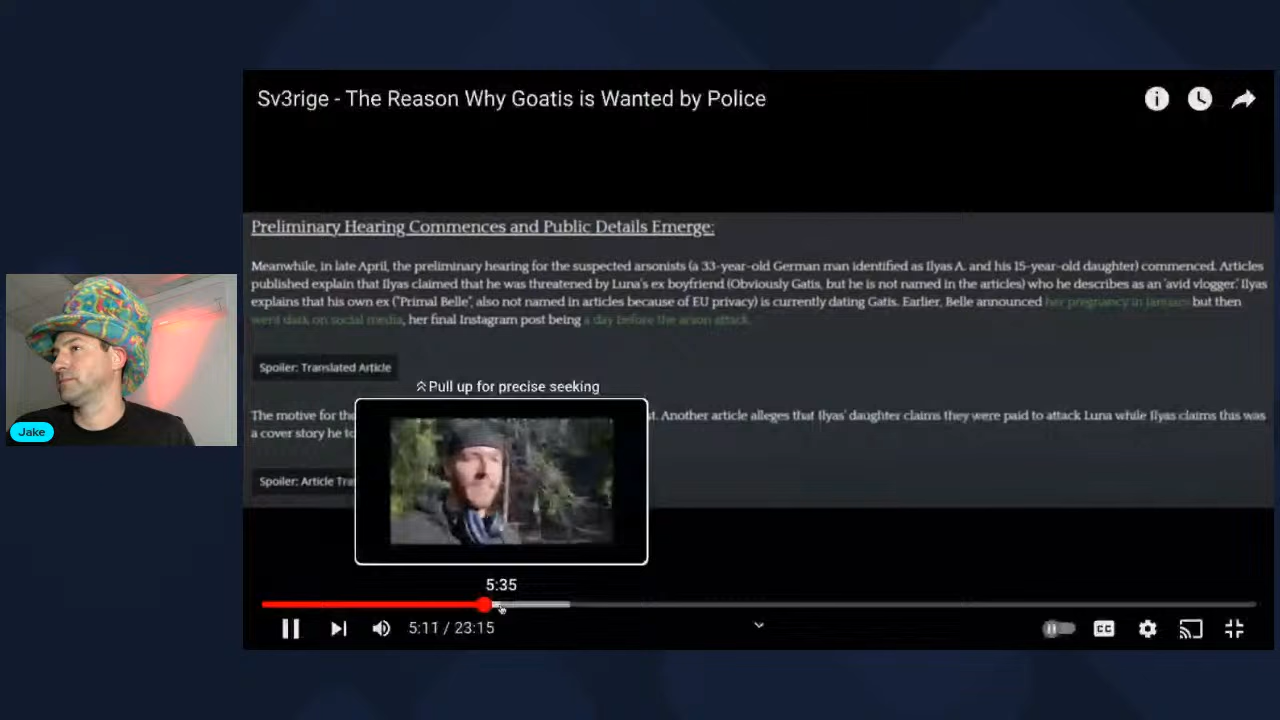 Sv3rige - The Reason Why Goatis is Wanted by Police
Preliminary Hearing Commences and Public Details Emerge:
Meanwhile, in late April, the preliminary hearing for the suspected arsonists (a 33-year-old German man identified as Ilyas A. and his 15-year-old daughter) commenced. Articles
published explain that Ilyas claimed that he was threatened by Luna's ex boyfriend (Obviously Gatis, but he is not named in the articles) who he describes as an "avid vlogger." Ilyas
explains that his own ex ("Primal Belle", also not named in articles because of EU privacy) is currently dating Gatis. Earlier, Belle announced her pregnancy in January but then
went dark on social media, her final Instagram post being a day before the arson attack.
Spoiler: Translated Article
Pull up for precise seeking
The motive for the st. Another article alleges that Ilyas' daughter claims they were paid to attack Luna while Ilyas claims this was
a cover story he to
Spoiler: Article Tra
Jake
5:35
5:11 / 23:15
CC